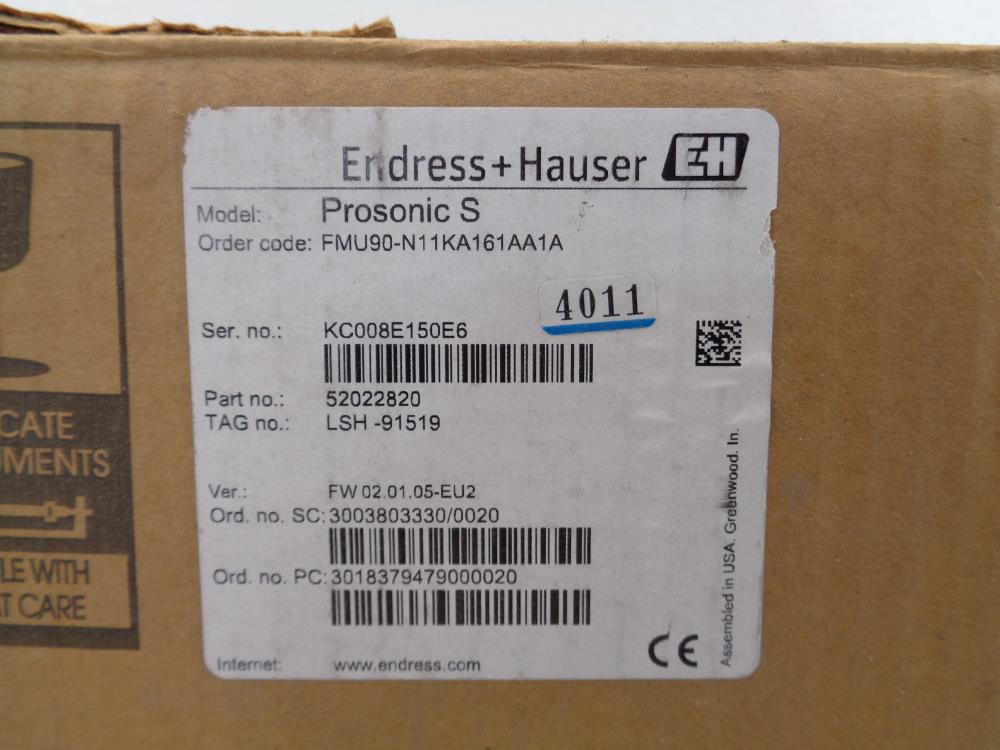 Endress+Hauser EH
Model: Prosonic S
Order code: FMU90-N11KA161AA1A
4011
Ser. no.: KC008E150E6
Part no.: 52022820
TAG no.: LSH -91519
Ver.: FW 02.01.05-EU2
Ord. no. SC: 3003803330/0020
Ord. no. PC: 3018379479000020
Internet: www.endress.com
CE
Assembled in USA. Greenwood. In.
CATE
UMENTS
LE WITH
T CARE